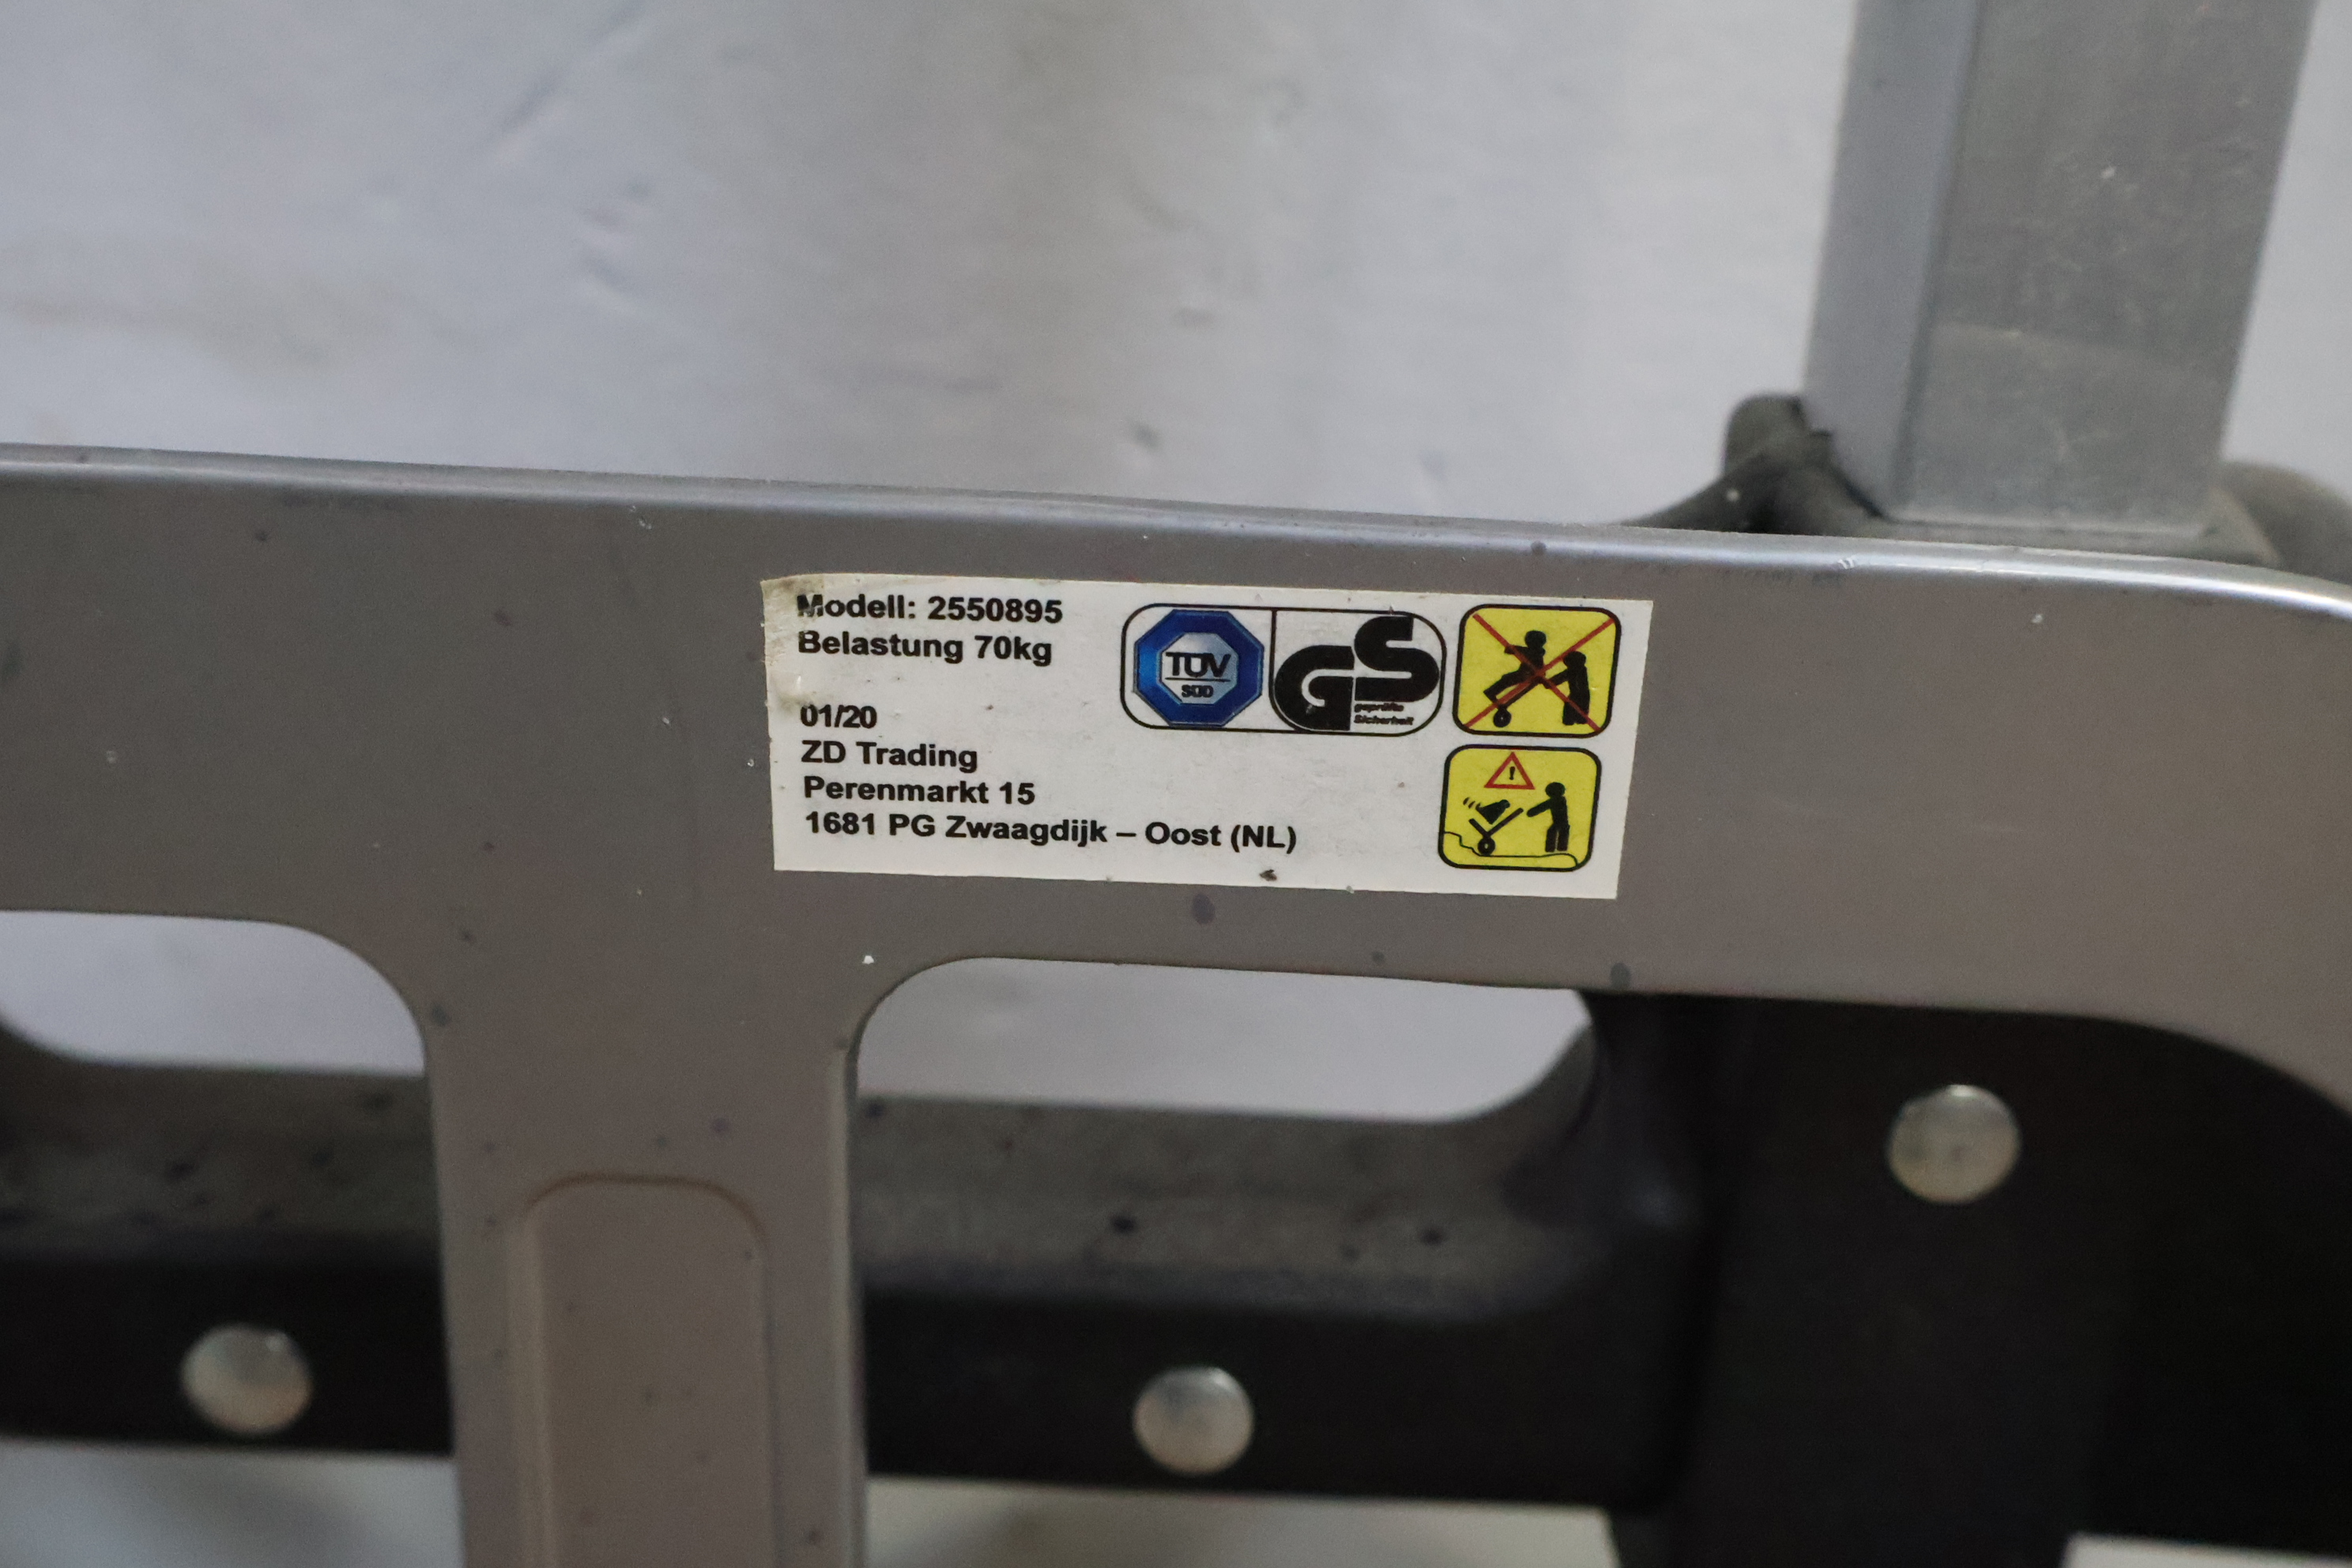 Modell: 2550895
Belastung 70kg
01/20
ZD Trading
Perenmarkt 15
1681 PG Zwaagdijk – Oost (NL)
TÜV
SÜD
GS
geprüfte
Sicherheit
!